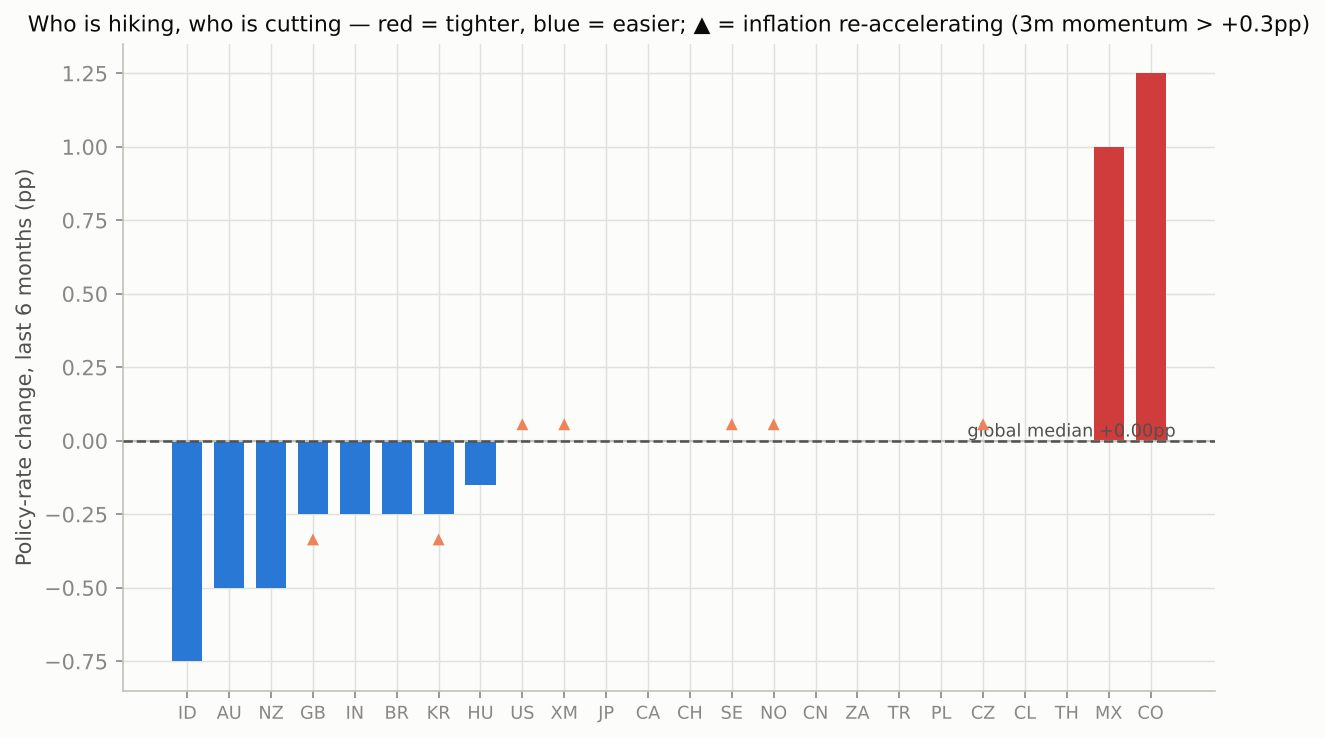 Who is hiking, who is cutting — red = tighter, blue = easier; ▲ = inflation re-accelerating (3m momentum > +0.3pp)
Policy-rate change, last 6 months (pp)
1.25
1.00
0.75
0.50
0.25
0.00
−0.25
−0.50
−0.75
global median +0.00pp
ID AU NZ GB IN BR KR HU US XM JP CA CH SE NO CN ZA TR PL CZ CL TH MX CO